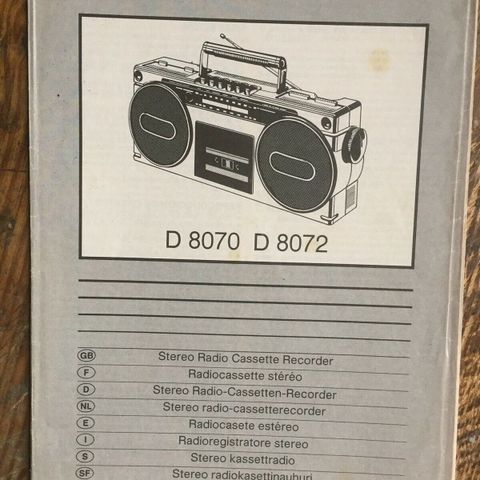 D 8070 D 8072
GB Stereo Radio Cassette Recorder
F Radiocassette stéréo
D Stereo Radio-Cassetten-Recorder
NL Stereo radio-cassetterecorder
E Radiocasete estéreo
I Radioregistratore stereo
S Stereo kassettradio
SF Stereo radiokasettinauhuri